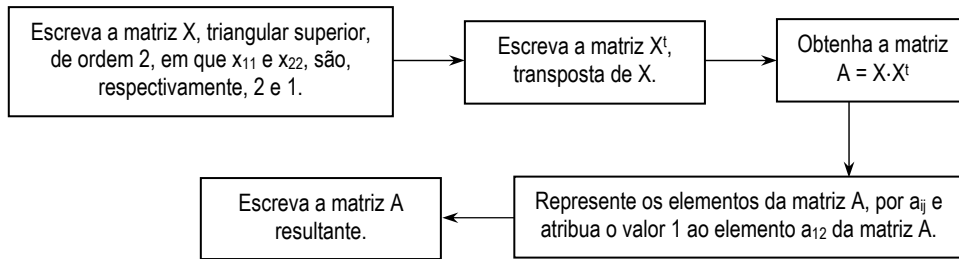 Escreva a matriz X, triangular superior,
de ordem 2, em que x₁₁ e x₂₂, são,
respectivamente, 2 e 1.
Escreva a matriz Xᵗ,
transposta de X.
Obtenha a matriz
A = X·Xᵗ
Represente os elementos da matriz A, por aᵢⱼ e
atribua o valor 1 ao elemento a₁₂ da matriz A.
Escreva a matriz A
resultante.